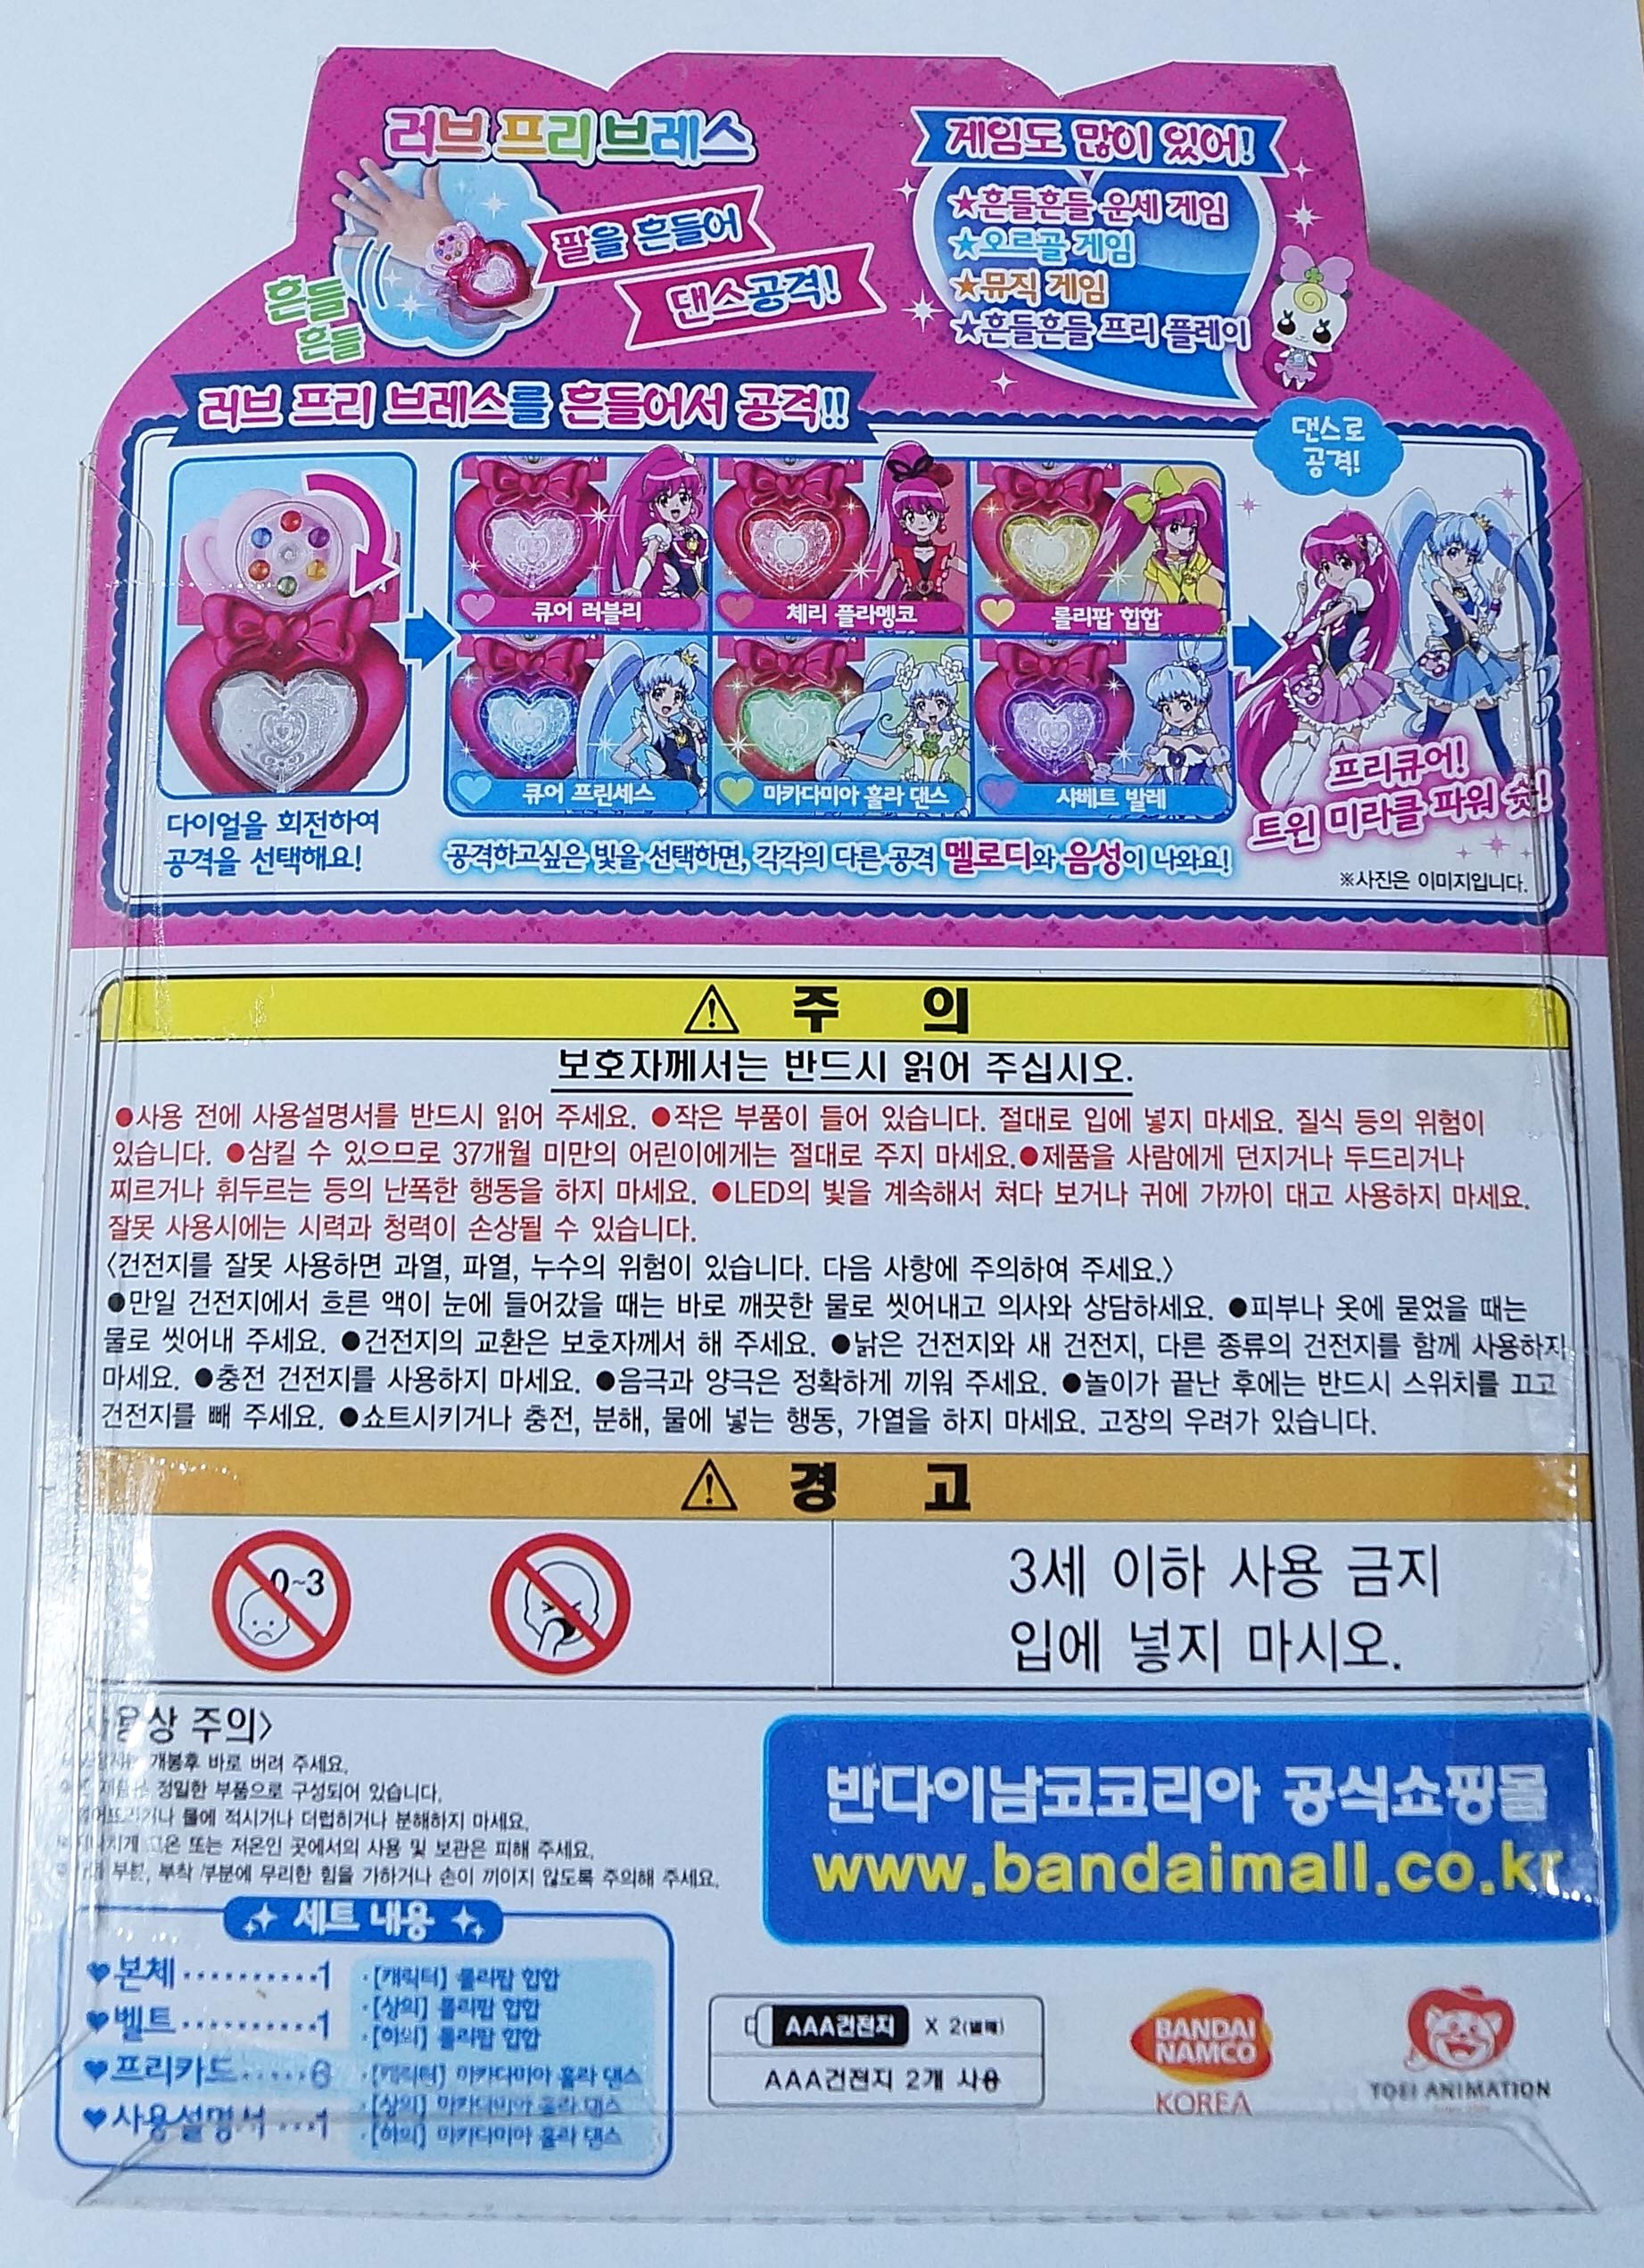 러브 프리 브레스
팔을 흔들어
댄스공격!
흔들
흔들
게임도 많이 있어!
★흔들흔들 운세 게임
★오르골 게임
★뮤직 게임
★흔들흔들 프리 플레이
러브 프리 브레스를 흔들어서 공격!!
댄스로
공격!
큐어 러블리
체리 플라멩코
롤리팝 힙합
큐어 프린세스
마카다미아 훌라 댄스
샤베트 발레
다이얼을 회전하여
공격을 선택해요!
공격하고싶은 빛을 선택하면, 각각의 다른 공격 멜로디와 음성이 나와요!
프리큐어!
트윈 미라클 파워 슛!
※사진은 이미지입니다.
⚠ 주 의
보호자께서는 반드시 읽어 주십시오.
●사용 전에 사용설명서를 반드시 읽어 주세요. ●작은 부품이 들어 있습니다. 절대로 입에 넣지 마세요. 질식 등의 위험이
있습니다. ●삼킬 수 있으므로 37개월 미만의 어린이에게는 절대로 주지 마세요.●제품을 사람에게 던지거나 두드리거나
찌르거나 휘두르는 등의 난폭한 행동을 하지 마세요. ●LED의 빛을 계속해서 쳐다 보거나 귀에 가까이 대고 사용하지 마세요.
잘못 사용시에는 시력과 청력이 손상될 수 있습니다.
〈건전지를 잘못 사용하면 과열, 파열, 누수의 위험이 있습니다. 다음 사항에 주의하여 주세요.〉
●만일 건전지에서 흐른 액이 눈에 들어갔을 때는 바로 깨끗한 물로 씻어내고 의사와 상담하세요. ●피부나 옷에 묻었을 때는
물로 씻어내 주세요. ●건전지의 교환은 보호자께서 해 주세요. ●낡은 건전지와 새 건전지, 다른 종류의 건전지를 함께 사용하지
마세요. ●충전 건전지를 사용하지 마세요. ●음극과 양극은 정확하게 끼워 주세요. ●놀이가 끝난 후에는 반드시 스위치를 끄고
건전지를 빼 주세요. ●쇼트시키거나 충전, 분해, 물에 넣는 행동, 가열을 하지 마세요. 고장의 우려가 있습니다.
⚠ 경 고
0~3
3세 이하 사용 금지
입에 넣지 마시오.
주의〉
개봉후 바로 버려 주세요.
정밀한 부품으로 구성되어 있습니다.
물에 적시거나 더럽히거나 분해하지 마세요.
또는 저온인 곳에서의 사용 및 보관은 피해 주세요.
부착 부분에 무리한 힘을 가하거나 손이 끼이지 않도록 주의해 주세요.
반다이남코코리아 공식쇼핑몰
www.bandaimall.co.kr
세트 내용
♥본체··········1
♥벨트··········1
♥프리카드·····6
♥사용설명서···1
·[캐릭터] 롤리팝 힙합
·[상의] 롤리팝 힙합
·[하의] 롤리팝 힙합
·[캐릭터] 마카다미아 훌라 댄스
·[상의] 마카다미아 훌라 댄스
·[하의] 마카다미아 훌라 댄스
AAA건전지 X 2(별매)
AAA건전지 2개 사용
BANDAI
NAMCO
KOREA
TOEI ANIMATION